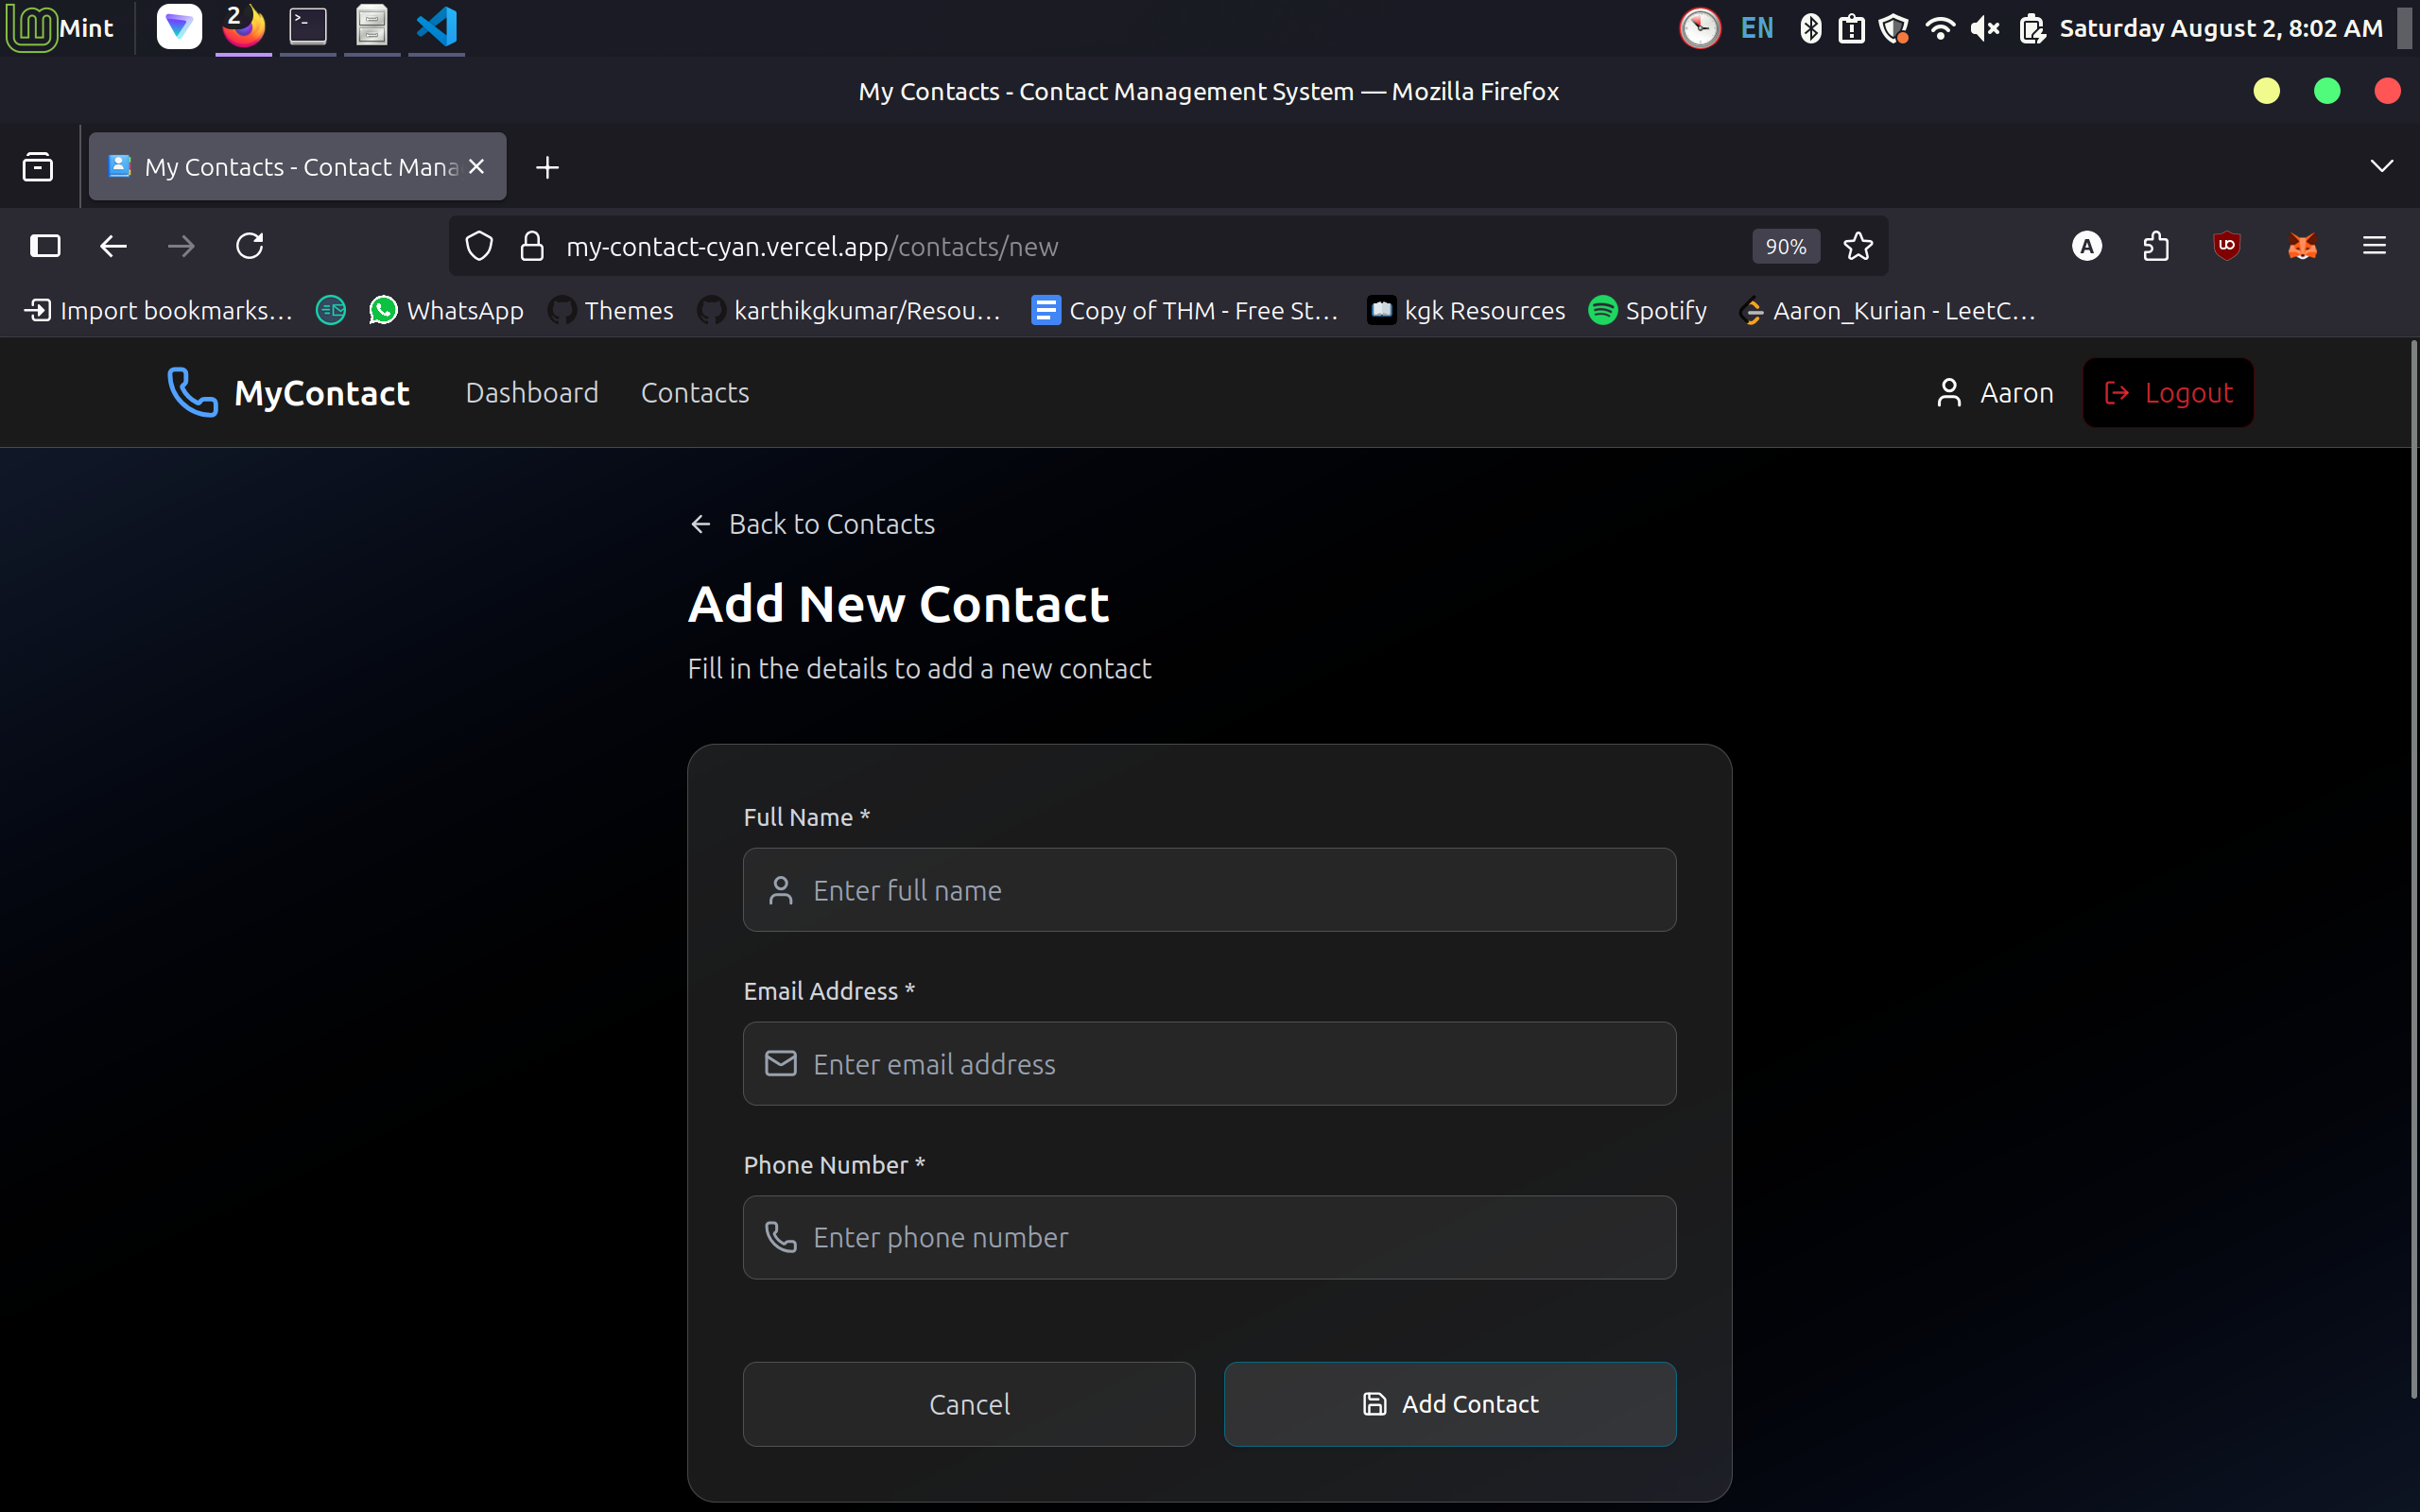 Mint
2
EN
Saturday August 2, 8:02 AM
My Contacts - Contact Management System — Mozilla Firefox
My Contacts - Contact Mana
my-contact-cyan.vercel.app/contacts/new
90%
A
Import bookmarks...
WhatsApp
Themes
karthikgkumar/Resou...
Copy of THM - Free St...
kgk Resources
Spotify
Aaron_Kurian - LeetC...
MyContact
Dashboard
Contacts
Aaron
Logout
Back to Contacts
Add New Contact
Fill in the details to add a new contact
Full Name *
Enter full name
Email Address *
Enter email address
Phone Number *
Enter phone number
Cancel
Add Contact